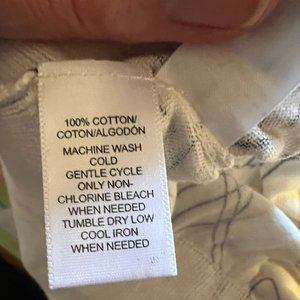 100% COTTON/
COTON/ALGODÓN
MACHINE WASH
COLD
GENTLE CYCLE
ONLY NON-
CHLORINE BLEACH
WHEN NEEDED
TUMBLE DRY LOW
COOL IRON
WHEN NEEDED